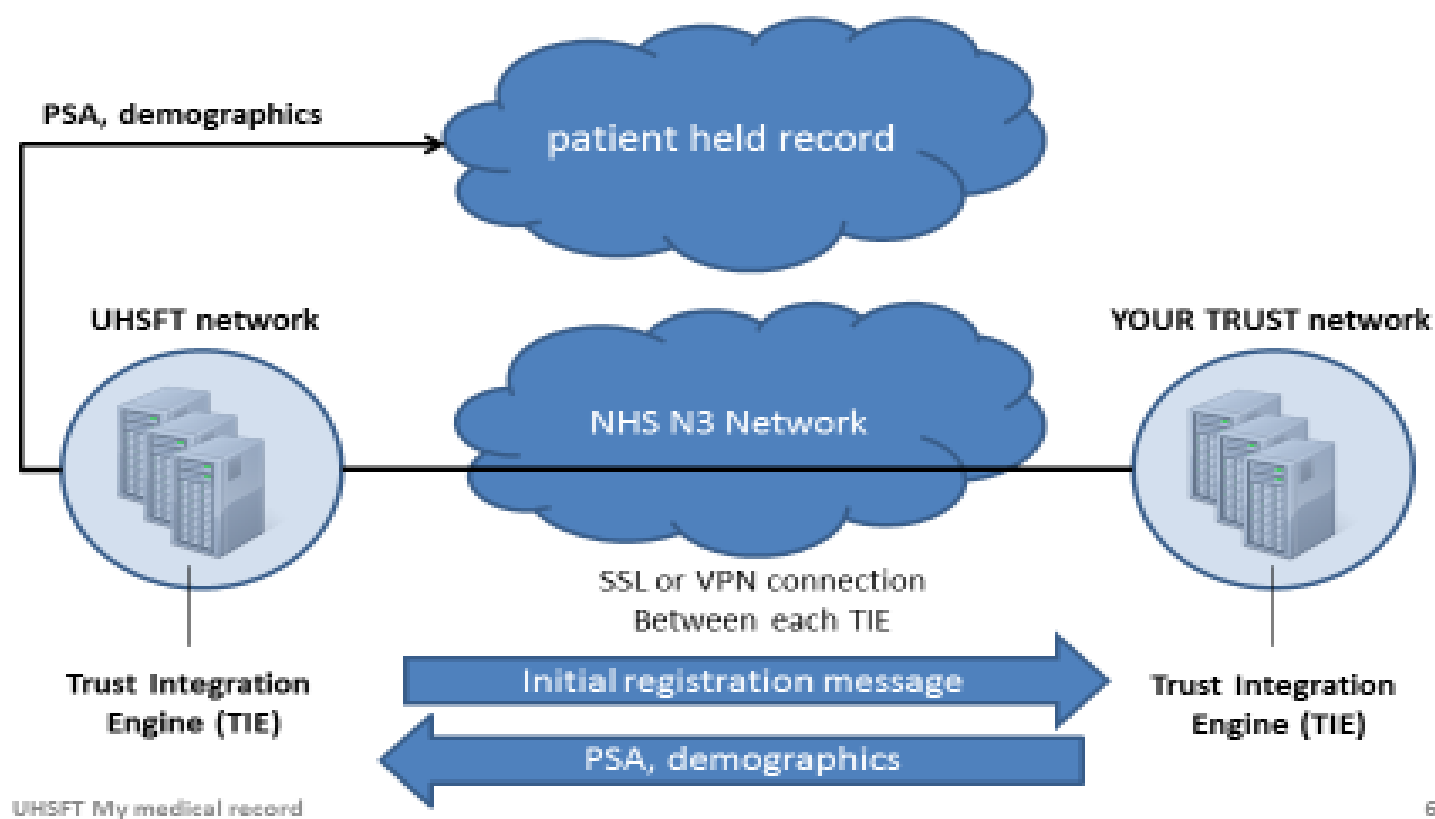 PSA, demographics
patient held record
UHSFT network
YOUR TRUST network
NHS N3 Network
SSL or VPN connection
Between each TIE
Initial registration message
Trust Integration
Engine (TIE)
Trust Integration
Engine (TIE)
PSA, demographics
UHSFT My medical record
6